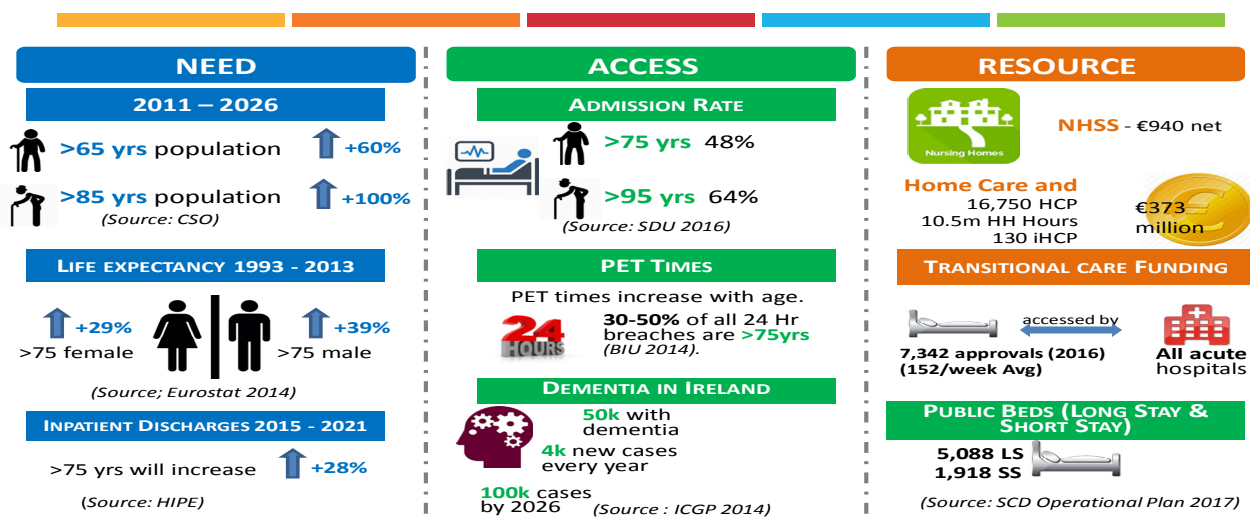 NEED
2011 – 2026
>65 yrs population +60%
>85 yrs population +100%
(Source: CSO)
LIFE EXPECTANCY 1993 - 2013
+29%
>75 female
+39%
>75 male
(Source; Eurostat 2014)
INPATIENT DISCHARGES 2015 - 2021
>75 yrs will increase +28%
(Source: HIPE)
ACCESS
ADMISSION RATE
>75 yrs 48%
>95 yrs 64%
(Source: SDU 2016)
PET TIMES
PET times increase with age.
24
HOURS
30-50% of all 24 Hr
breaches are >75yrs
(BIU 2014).
DEMENTIA IN IRELAND
50k with
dementia
4k new cases
every year
100k cases
by 2026
(Source : ICGP 2014)
RESOURCE
Nursing Homes
NHSS - €940 net
Home Care and
16,750 HCP
10.5m HH Hours
130 iHCP
€373
million
TRANSITIONAL CARE FUNDING
accessed by
7,342 approvals (2016)
(152/week Avg)
All acute
hospitals
PUBLIC BEDS (LONG STAY &
SHORT STAY)
5,088 LS
1,918 SS
(Source: SCD Operational Plan 2017)